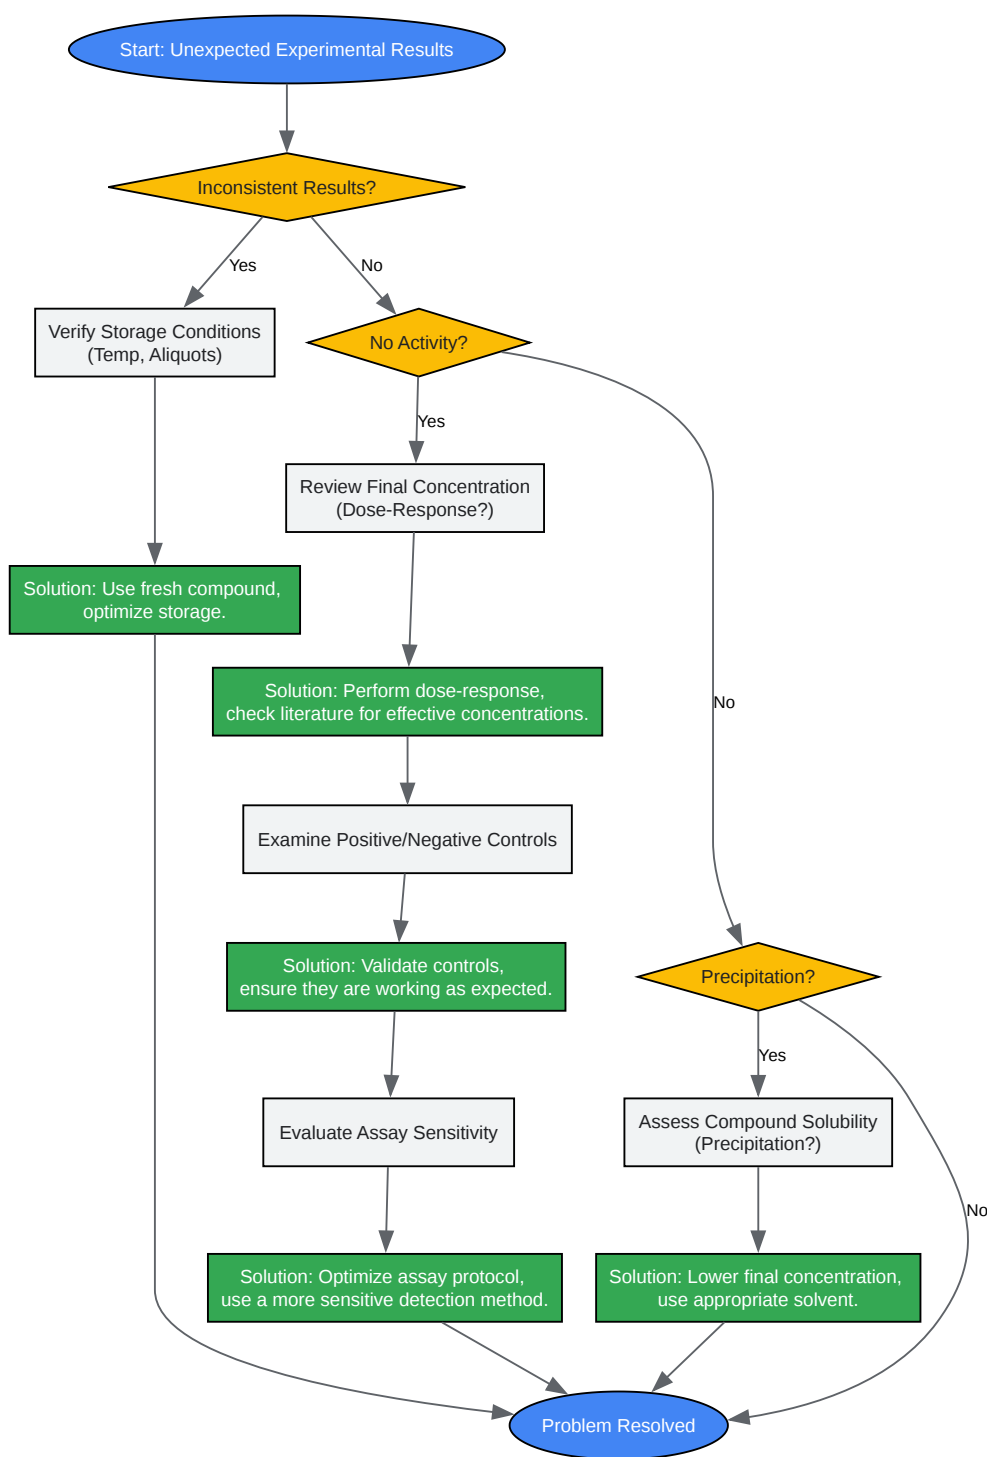 Start: Unexpected Experimental Results
Inconsistent Results?
Yes
No
Verify Storage Conditions
(Temp, Aliquots)
No Activity?
Yes
Review Final Concentration
(Dose-Response?)
Solution: Use fresh compound,
optimize storage.
Solution: Perform dose-response,
check literature for effective concentrations.
No
Examine Positive/Negative Controls
Solution: Validate controls,
ensure they are working as expected.
Precipitation?
Yes
Evaluate Assay Sensitivity
Assess Compound Solubility
(Precipitation?)
No
Solution: Optimize assay protocol,
use a more sensitive detection method.
Solution: Lower final concentration,
use appropriate solvent.
Problem Resolved